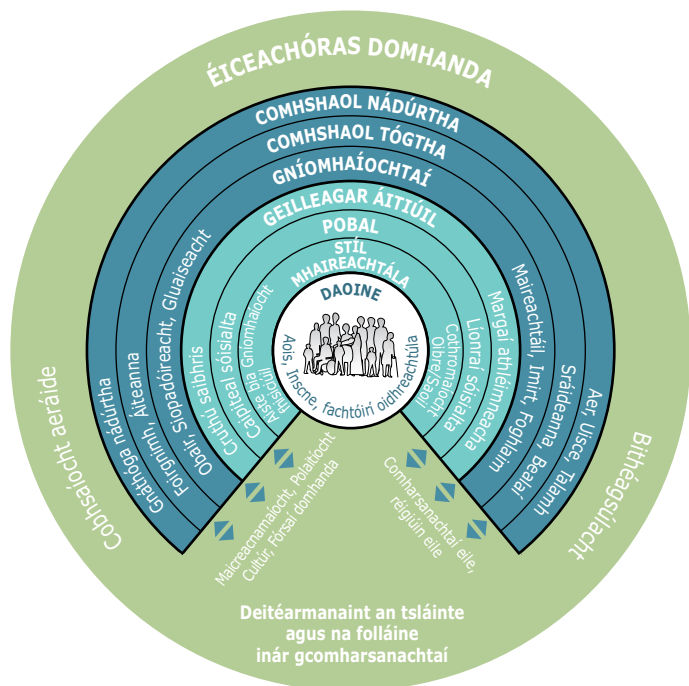 ÉICEACHÓRAS DOMHANDA
COMHSHAOL NÁDÚRTHA
COMHSHAOL TÓGTHA
GNÍOMHAÍOCHTAÍ
GEILLEAGAR ÁITIÚIL
POBAL
STÍL
MHAIREACHTÁLA
DAOINE
Aois, Inscne, fachtóirí oidhreachtúla
Cobhsaíocht aeráide
Gnáthóga nádúrtha
Foirgnimh, Áiteanna
Obair, Siopadóireacht, Gluaiseacht
Cruthú saibhris
Caipiteal sóisialta
Aiste bia Gníomhaíocht
fhisiciúil
Cothromaíocht
Oibre/Saoil
Líonraí sóisialta
Margaí athléimneacha
Maireachtáil, Imirt, Foghlaim
Sráideanna, Bealaí
Aer, Uisce, Talamh
Bithéagsúlacht
Maicreacnamaíocht, Polaitíocht
Cultúr, Fórsaí domhanda
Comharsanachtaí eile,
réigiúin eile
Deitéarmanaint an tsláinte
agus na folláine
inár gcomharsanachtaí